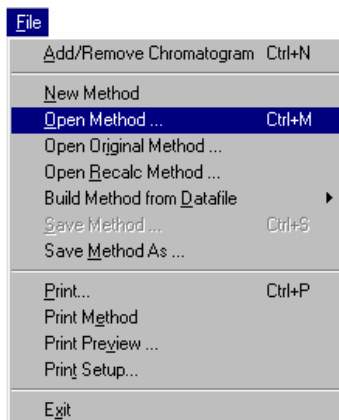 File
Add/Remove Chromatogram Ctrl+N
New Method
Open Method ... Ctrl+M
Open Original Method ...
Open Recalc Method ...
Build Method from Datafile
Save Method ... Ctrl+S
Save Method As ...
Print... Ctrl+P
Print Method
Print Preview ...
Print Setup...
Exit